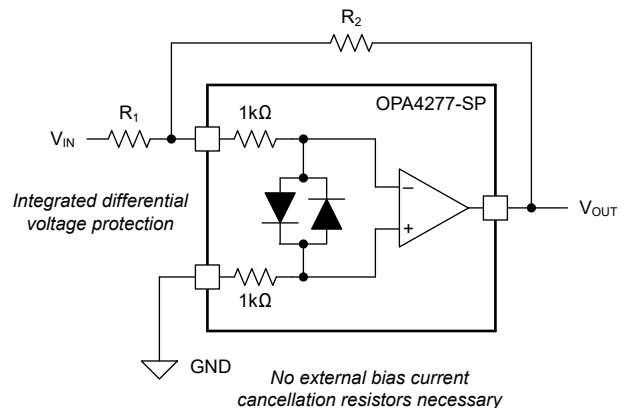 R2
OPA4277-SP
R1
1kΩ
VIN
Integrated differential
voltage protection
−
+
VOUT
1kΩ
GND
No external bias current
cancellation resistors necessary